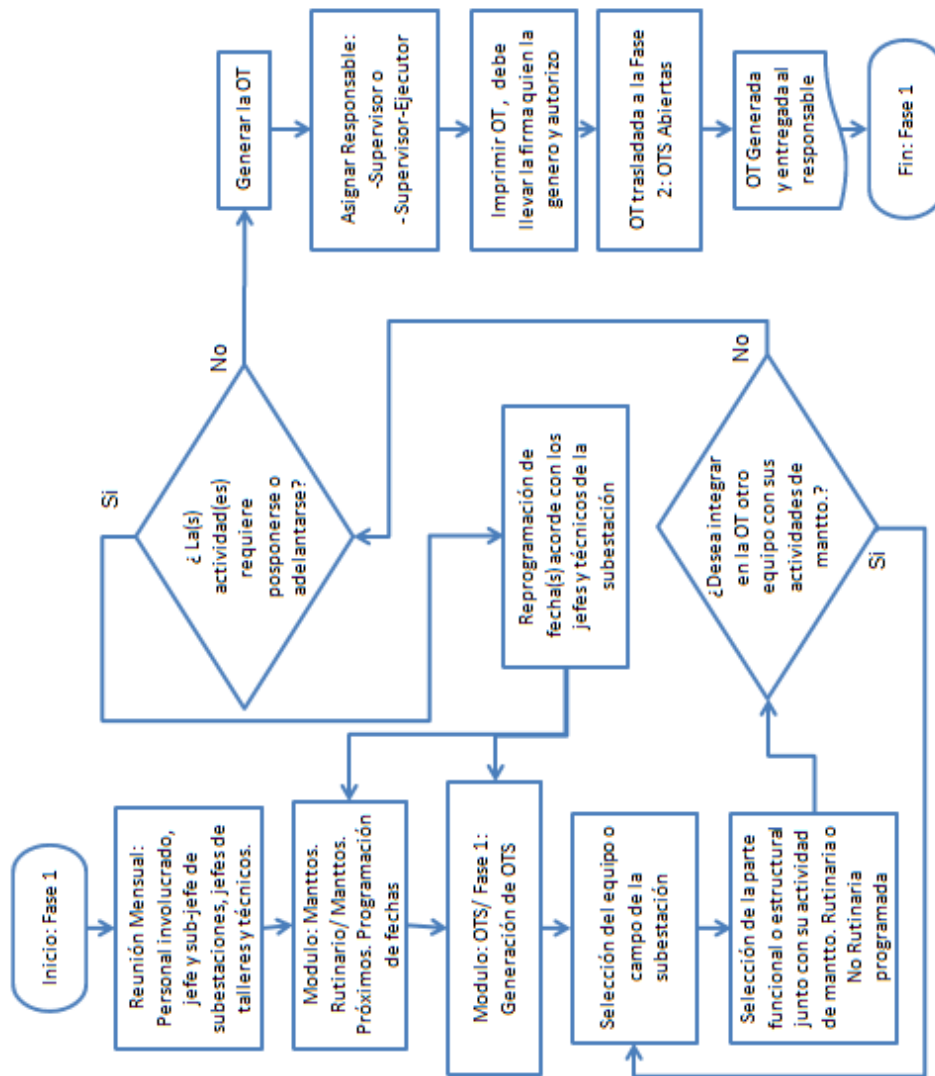 Inicio: Fase 1
Reunión Mensual:
Personal involucrado,
jefe y sub-jefe de
subestaciones, jefes de
talleres y técnicos.
Modulo: Manttos.
Rutinario/ Manttos.
Próximos. Programación
de fechas
Modulo: OTS/ Fase 1:
Generación de OTS
Selección del equipo o
campo de la
subestación
Selección de la parte
funcional o estructural
junto con su actividad
de mantto. Rutinaria o
No Rutinaria
programada
¿Desea integrar
en la OT otro
equipo con sus
actividades de
mantto.?
Si
No
Reprogramación de
fecha(s) acorde con los
jefes y técnicos de la
subestación
¿ La(s)
actividad(es)
requiere
posponerse o
adelantarse?
Si
No
Generar la OT
Asignar Responsable:
-Supervisor o
- Supervisor-Ejecutor
Imprimir OT , debe
llevar la firma quien la
genero y autorizo
OT trasladada a la Fase
2: OTS Abiertas
OT Generada
y entregada al
responsable
Fin: Fase 1